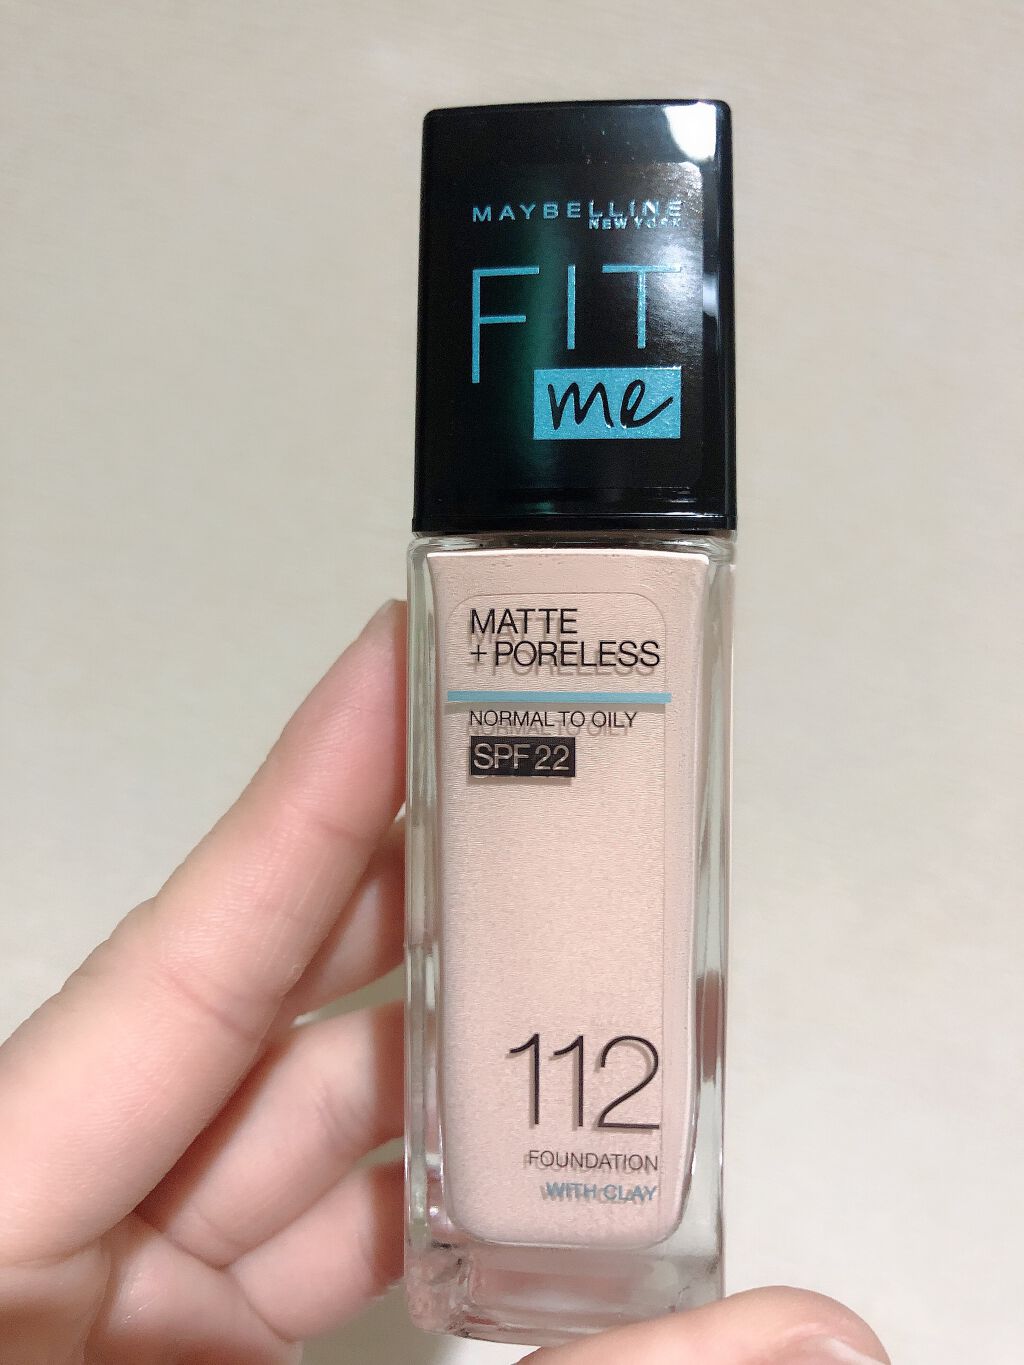 MAYBELLINE
NEW YORK
FIT
me
MATTE
+ PORELESS
NORMAL TO OILY
SPF 22
112
FOUNDATION
WITH CLAY